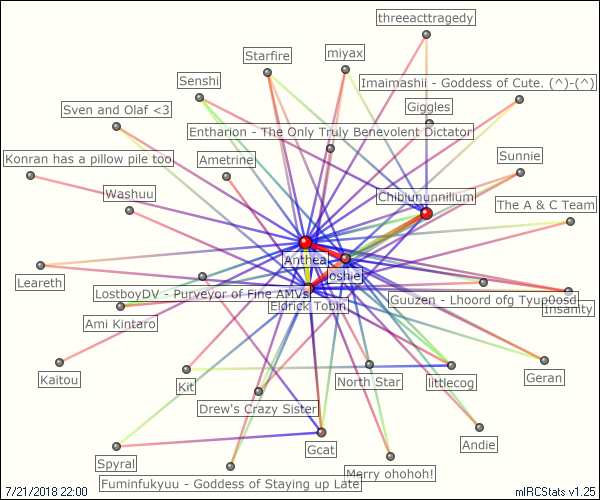 threeacttragedy
Starfire
miyax
Senshi
Imaimashii - Goddess of Cute. (^)-(^)
Sven and Olaf <3
Giggles
Entharion - The Only Truly Benevolent Dictator
Konran has a pillow pile too
Ametrine
Sunnie
Washuu
Chibiununnilium
The A & C Team
Anthea
Joshie
Leareth
LostboyDV - Purveyor of Fine AMVs
Guuzen - Lhoord ofg Tyup0osd
Insanity
Eldrick Tobin
Ami Kintaro
Kaitou
Kit
North Star
littlecog
Geran
Drew's Crazy Sister
Gcat
Andie
Spyral
Merry ohohoh!
Fuminfukyuu - Goddess of Staying up Late
7/21/2018 22:00
mIRCStats v1.25